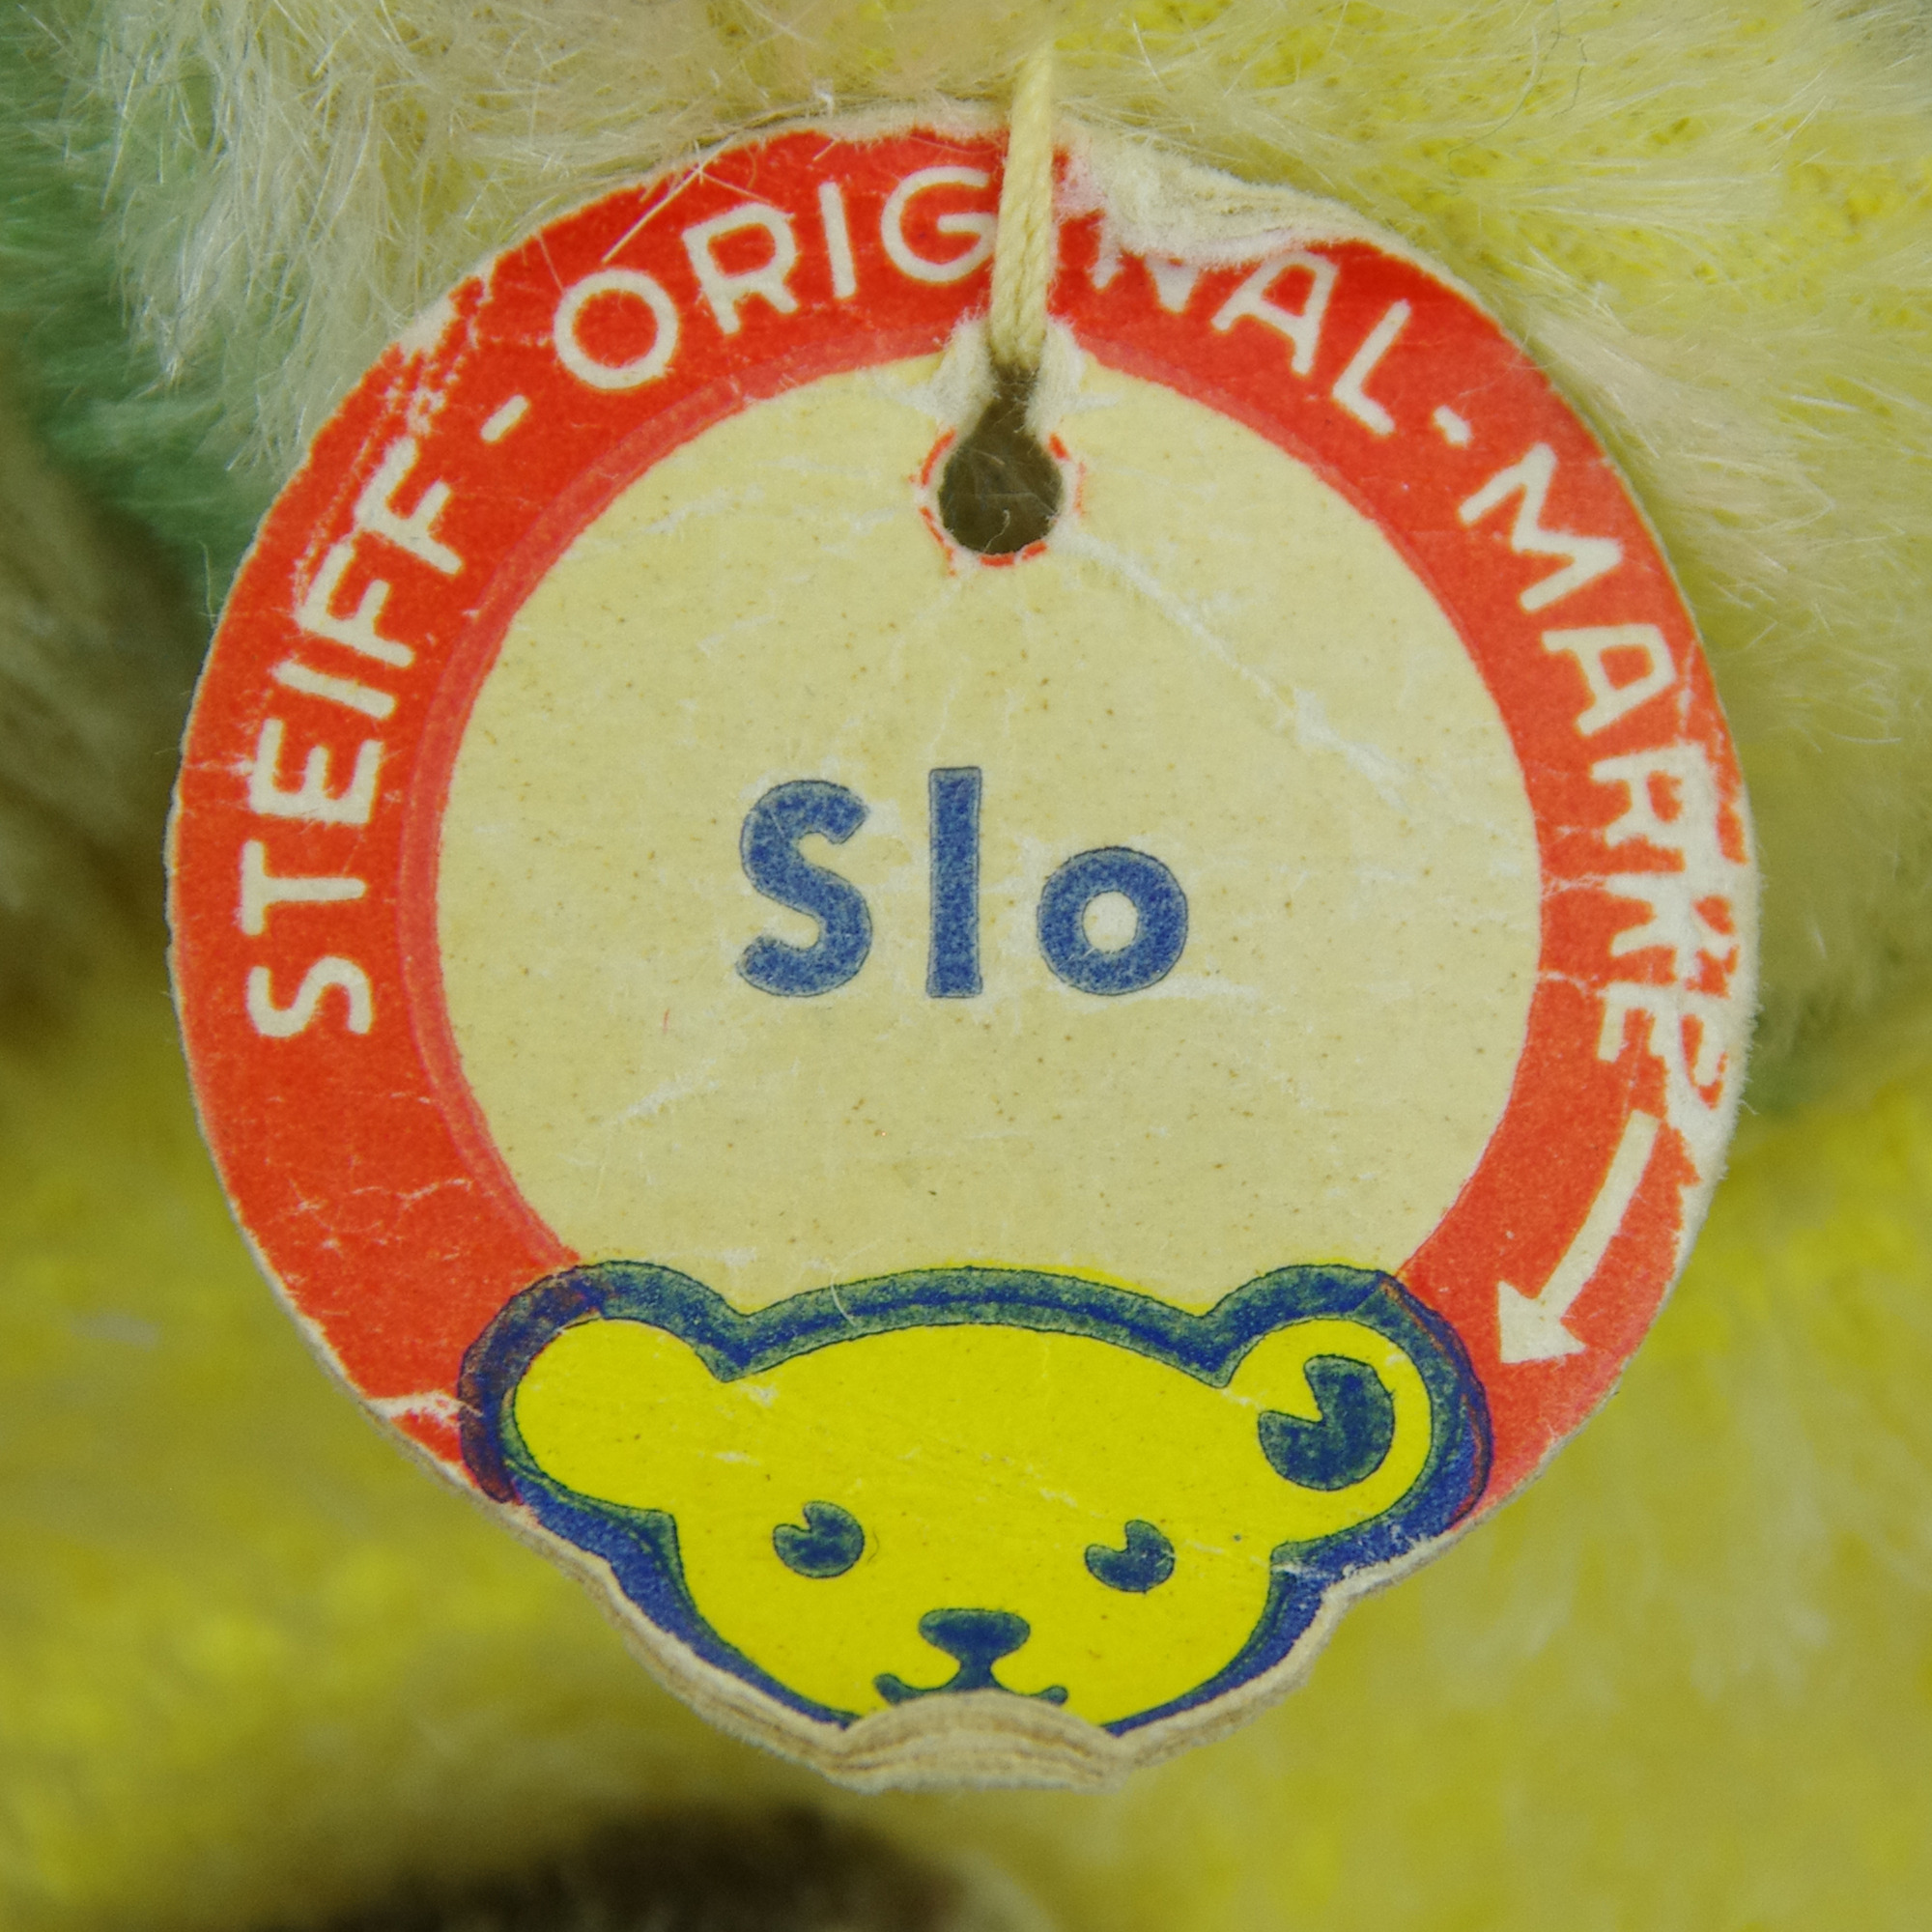 STEIFF - ORIGINAL - MARKE
Slo